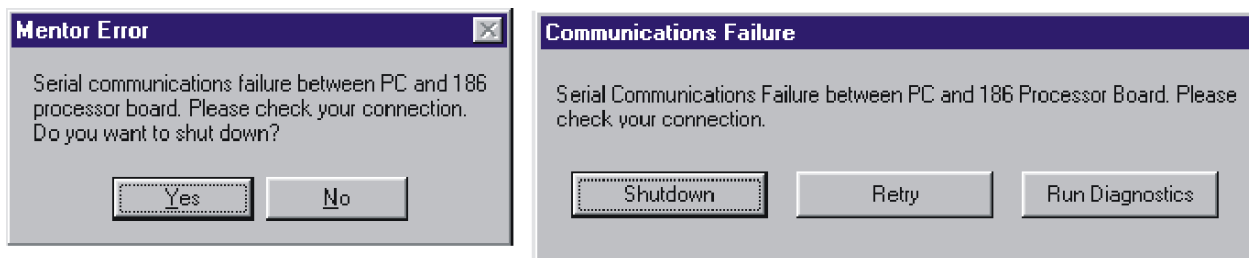 Mentor Error
Serial communications failure between PC and 186
processor board. Please check your connection.
Do you want to shut down?
Yes
No
Communications Failure
Serial Communications Failure between PC and 186 Processor Board. Please
check your connection.
Shutdown
Retry
Run Diagnostics